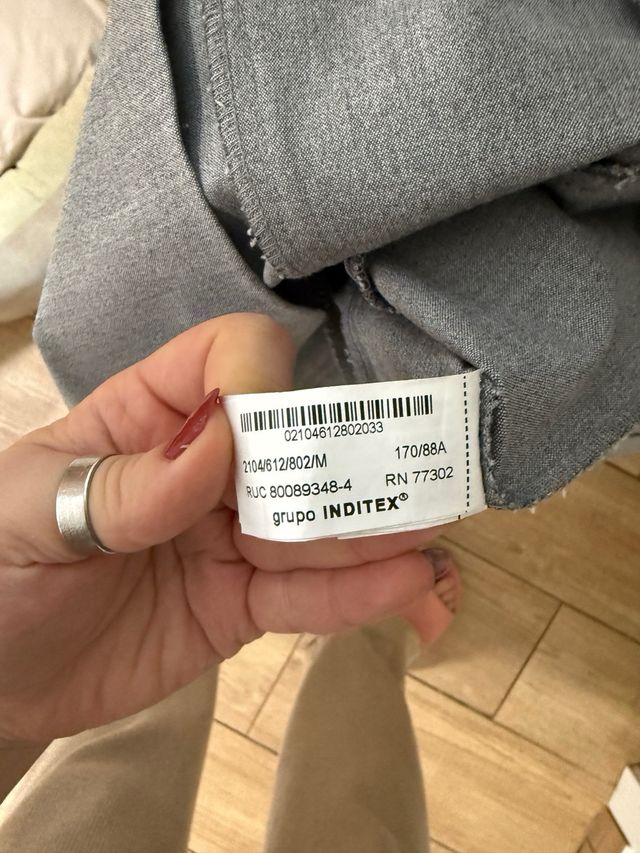 02104612802033
2104/612/802/M 170/88A
RUC 80089348-4 RN 77302
grupo INDITEX®